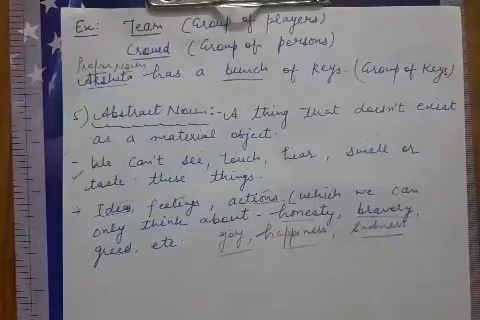 Ex: Team (Group of players)
Crowd (Group of persons)
Proper Noun
Akshita has a bunch of keys. (Group of Keys)
5) Abstract Noun:- A thing that doesn't exist
as a material object.
- We can't see, touch, hear, smell or
taste these things.
→ Idea, feelings, actions (which we can
only think about - honesty, bravery,
greed, etc. joy, happiness, sadness